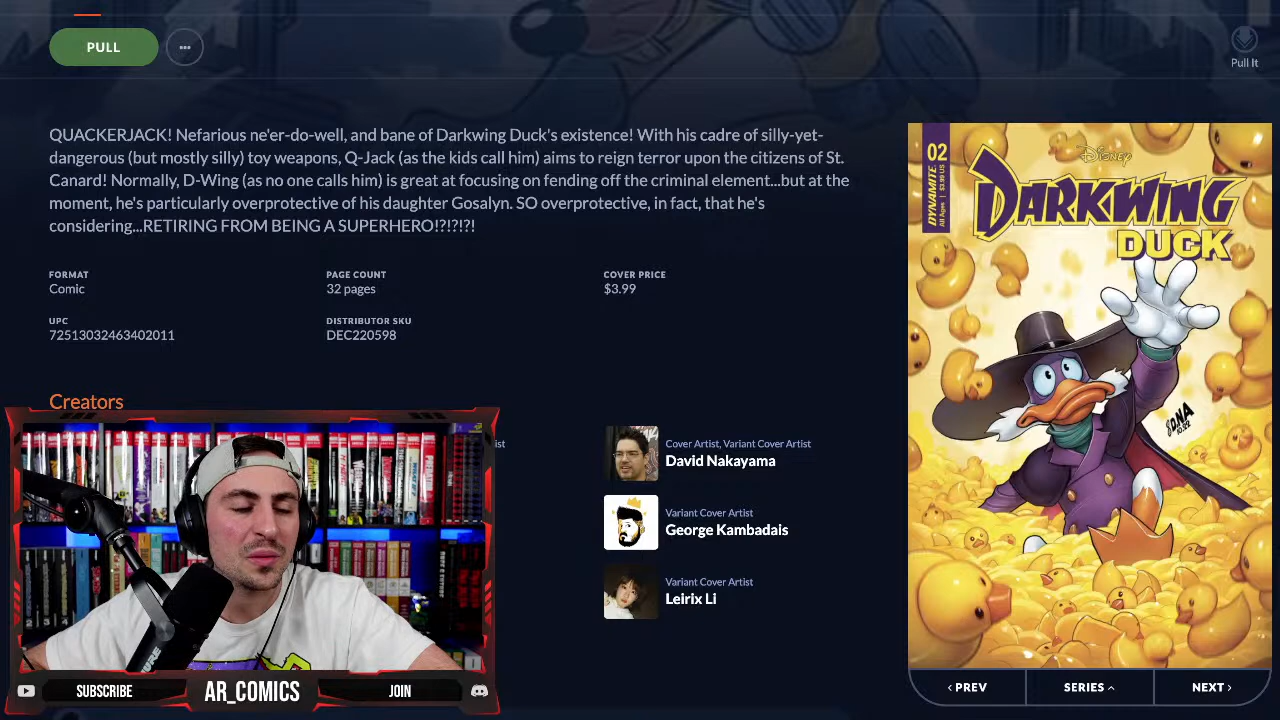 PULL
Pull It
QUACKERJACK! Nefarious ne'er-do-well, and bane of Darkwing Duck's existence! With his cadre of silly-yet-
dangerous (but mostly silly) toy weapons, Q-Jack (as the kids call him) aims to reign terror upon the citizens of St.
Canard! Normally, D-Wing (as no one calls him) is great at focusing on fending off the criminal element...but at the
moment, he's particularly overprotective of his daughter Gosalyn. SO overprotective, in fact, that he's
considering...RETIRING FROM BEING A SUPERHERO!?!?!?!
FORMAT
Comic
PAGE COUNT
32 pages
COVER PRICE
$3.99
UPC
72513032463402011
DISTRIBUTOR SKU
DEC220598
Creators
Cover Artist, Variant Cover Artist
David Nakayama
Variant Cover Artist
George Kambadais
Variant Cover Artist
Leirix Li
02
DYNAMITE
All Ages | $3.99 US
DISNEY
DARKWING
DUCK
DNA
‹ PREV
SERIES
NEXT ›
SUBSCRIBE
AR_COMICS
JOIN